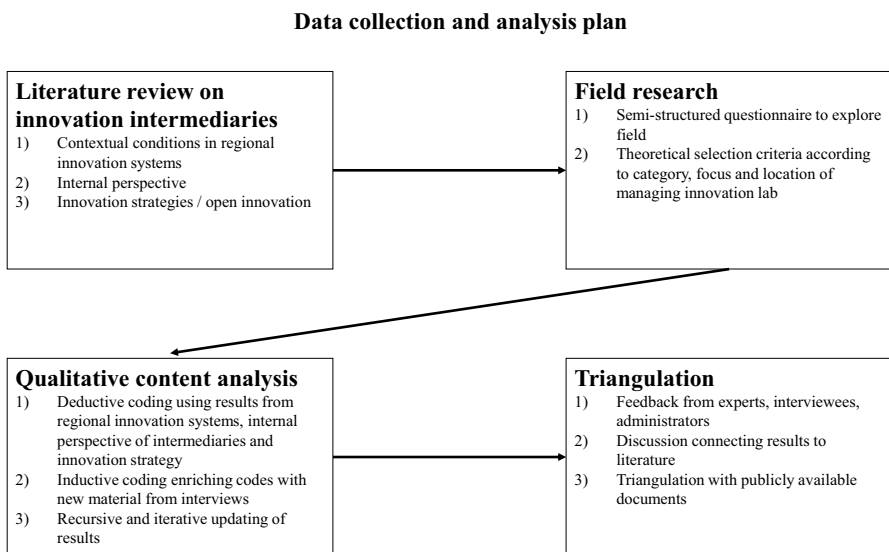 Data collection and analysis plan
Literature review on
innovation intermediaries
1) Contextual conditions in regional
innovation systems
2) Internal perspective
3) Innovation strategies / open innovation
Field research
1) Semi-structured questionnaire to explore
field
2) Theoretical selection criteria according
to category, focus and location of
managing innovation lab
Qualitative content analysis
1) Deductive coding using results from
regional innovation systems, internal
perspective of intermediaries and
innovation strategy
2) Inductive coding enriching codes with
new material from interviews
3) Recursive and iterative updating of
results
Triangulation
1) Feedback from experts, interviewees,
administrators
2) Discussion connecting results to
literature
3) Triangulation with publicly available
documents